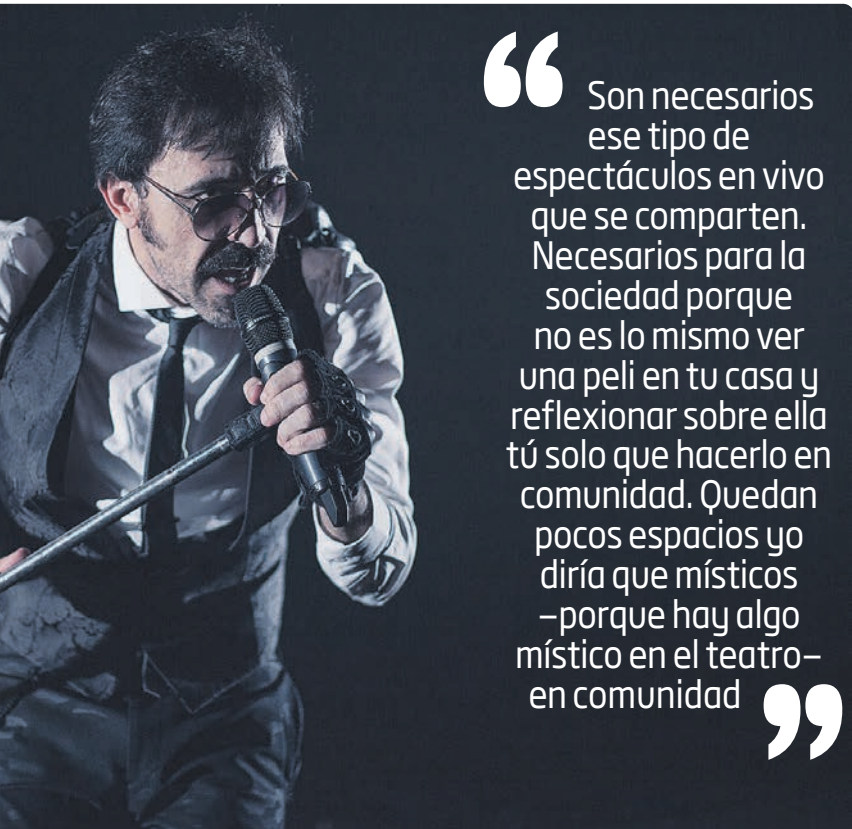 “ Son necesarios
ese tipo de
espectáculos en vivo
que se comparten.
Necesarios para la
sociedad porque
no es lo mismo ver
una peli en tu casa y
reflexionar sobre ella
tú solo que hacerlo en
comunidad. Quedan
pocos espacios yo
diría que místicos
–porque hay algo
místico en el teatro–
en comunidad ”